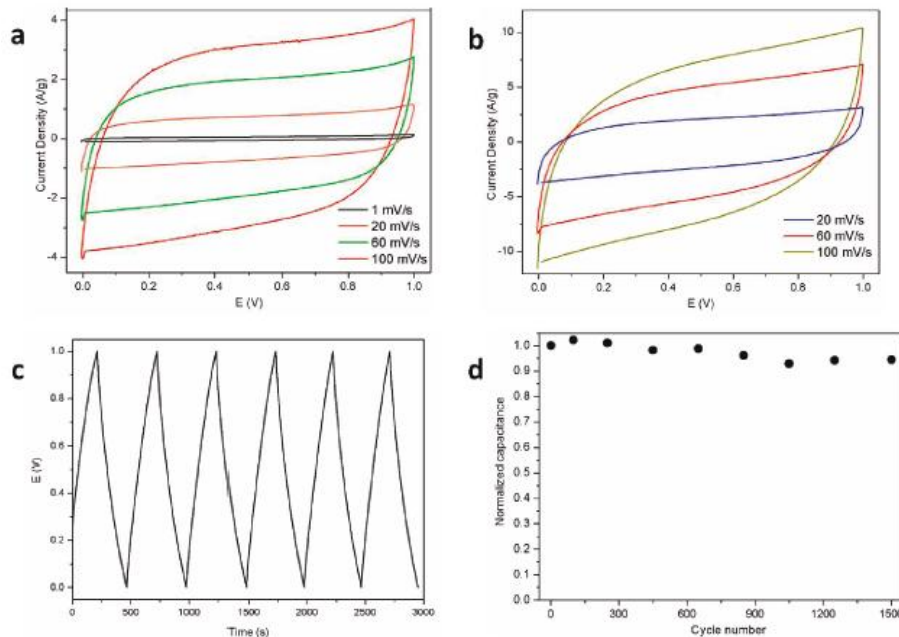 a
4
2
0
-2
-4
Current Density (A/g)
0.0 0.2 0.4 0.6 0.8 1.0
E (V)
1 mV/s
20 mV/s
60 mV/s
100 mV/s
b
10
5
0
-5
-10
Current Density (A/g)
0.0 0.2 0.4 0.6 0.8 1.0
E (V)
20 mV/s
60 mV/s
100 mV/s
c
1.0
0.8
0.6
0.4
0.2
0.0
E (V)
0 500 1000 1500 2000 2500 3000
Time (s)
d
1.0
0.9
0.8
0.7
0.6
0.5
0.4
0.3
0.2
0.1
0.0
Normalized capacitance
0 300 600 900 1200 1500
Cycle number